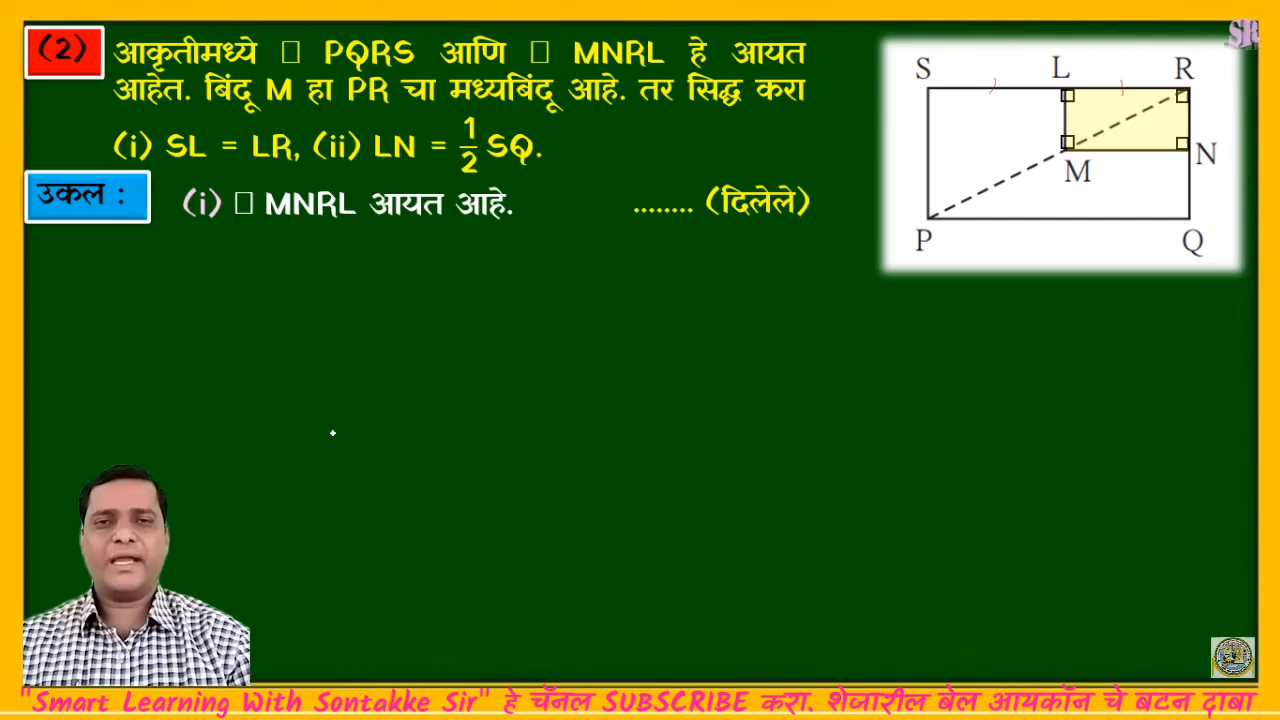 (2) आकृतीमध्ये □ PQRS आणि □ MNRL हे आयत
आहेत. बिंदू M हा PR चा मध्यबिंदू आहे. तर सिद्ध करा
(i) SL = LR, (ii) LN = 1/2 SQ.
उकल : (i) □ MNRL आयत आहे. ........ (दिलेले)
SR
S L R
M N
P Q
"Smart Learning With Sontakke Sir" हे चॅनल SUBSCRIBE करा. शेजारील बेल आयकॉन चे बटन दाबा